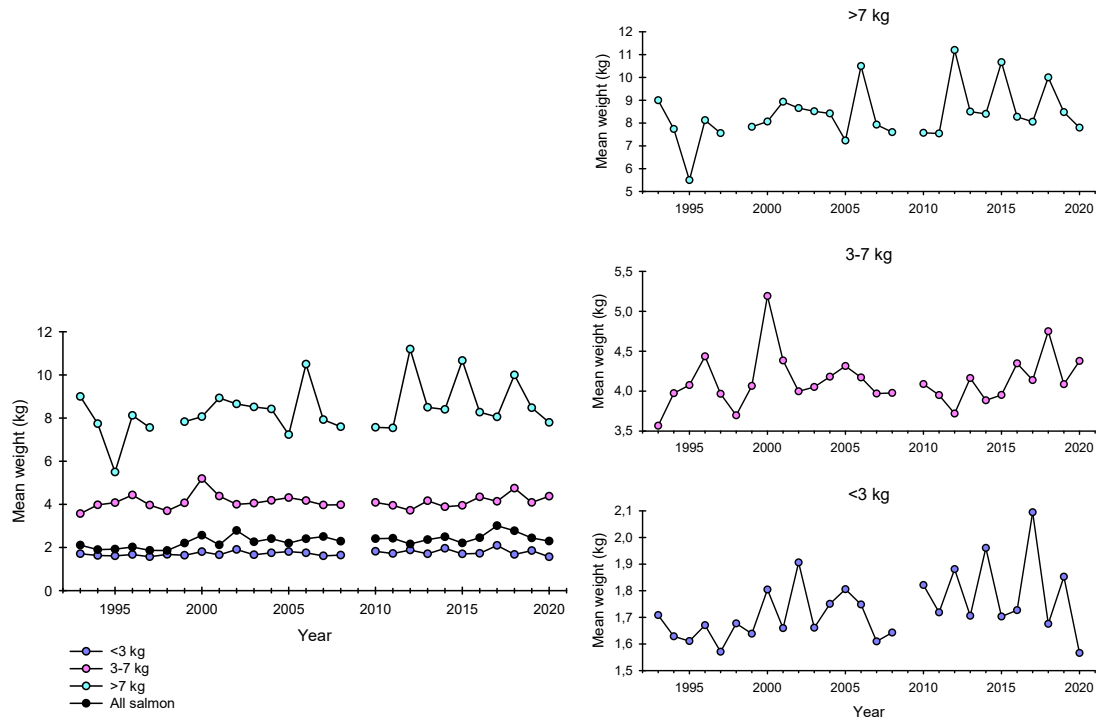 12
10
8
6
4
2
0
Mean weight (kg)
1995 2000 2005 2010 2015 2020
Year
<3 kg
3-7 kg
>7 kg
All salmon
>7 kg
12
11
10
9
8
7
6
5
Mean weight (kg)
1995 2000 2005 2010 2015 2020
3-7 kg
5,5
5,0
4,5
4,0
3,5
Mean weight (kg)
1995 2000 2005 2010 2015 2020
<3 kg
2,1
2,0
1,9
1,8
1,7
1,6
1,5
Mean weight (kg)
1995 2000 2005 2010 2015 2020
Year